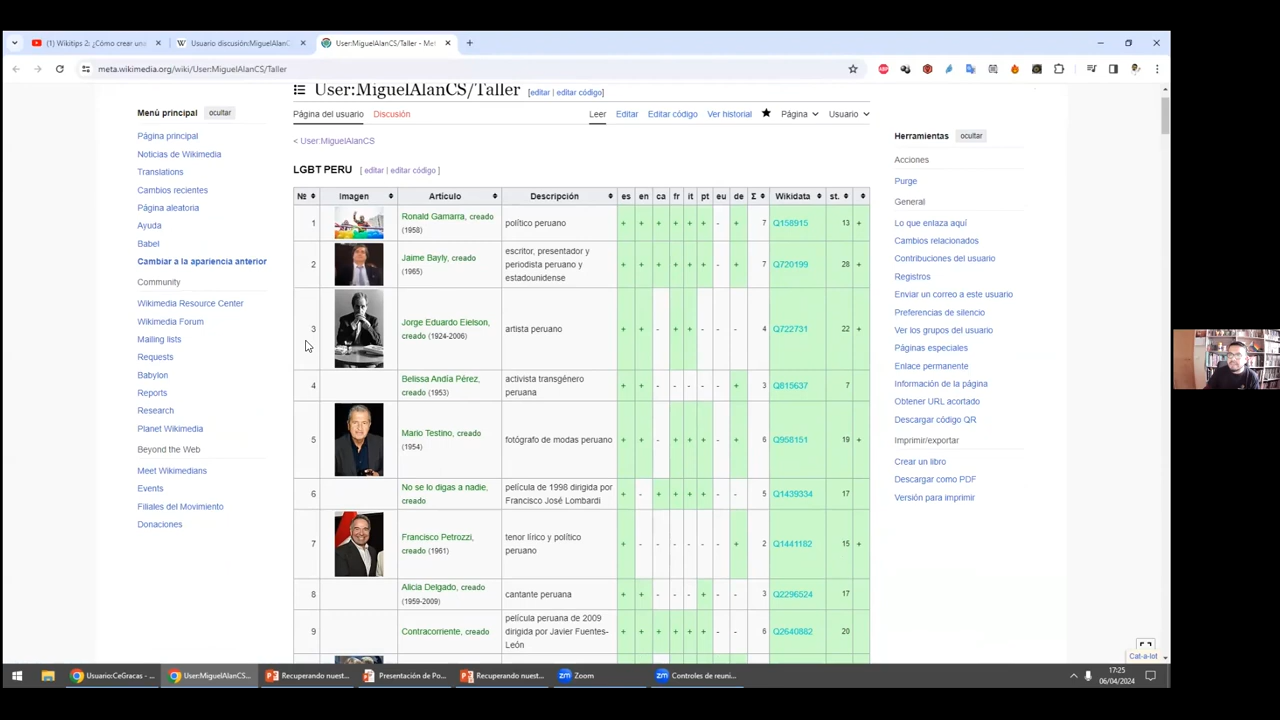 (1) Wikitips 2: ¿Cómo crear una
Usuario discusión:MiguelAlanCS
User:MiguelAlanCS/Taller - Met
meta.wikimedia.org/wiki/User:MiguelAlanCS/Taller
User:MiguelAlanCS/Taller [editar | editar código]
Página del usuario Discusión Leer Editar Editar código Ver historial Página Usuario
< User:MiguelAlanCS
Menú principal ocultar
Página principal
Noticias de Wikimedia
Translations
Cambios recientes
Página aleatoria
Ayuda
Babel
Cambiar a la apariencia anterior
Community
Wikimedia Resource Center
Wikimedia Forum
Mailing lists
Requests
Babylon
Reports
Research
Planet Wikimedia
Beyond the Web
Meet Wikimedians
Events
Filiales del Movimiento
Donaciones
LGBT PERU [ editar | editar código ]
№ Imagen Artículo Descripción es en ca fr it pt eu de Σ Wikidata st.
1 Ronald Gamarra, creado político peruano + + + + + + - + 7 Q158915 13 +
(1958)
2 Jaime Bayly, creado escritor, presentador y + + + + + + - + 7 Q720199 28 +
(1965) periodista peruano y
estadounidense
3 Jorge Eduardo Eielson, artista peruano + + - + + - - - 4 Q722731 22 +
creado (1924-2006)
4 Belissa Andía Pérez, activista transgénero + + - - - - - + 3 Q815637 7
creado (1953) peruana
5 Mario Testino, creado fotógrafo de modas peruano + + - + + + - + 6 Q958151 19 +
(1954)
6 No se lo digas a nadie, película de 1998 dirigida por + - + + + + - - 5 Q1439334 17
creado Francisco José Lombardi
7 Francisco Petrozzi, tenor lírico y político + - - - - - - + 2 Q1441182 15 +
creado (1961) peruano
8 Alicia Delgado, creado cantante peruana + + - - - + - - 3 Q2296524 17
(1959-2009)
9 Contracorriente, creado película peruana de 2009 + + + + + + - - 6 Q2640882 20
dirigida por Javier Fuentes-
León
Herramientas ocultar
Acciones
Purge
General
Lo que enlaza aquí
Cambios relacionados
Contribuciones del usuario
Registros
Enviar un correo a este usuario
Preferencias de silencio
Ver los grupos del usuario
Páginas especiales
Enlace permanente
Información de la página
Obtener URL acortado
Descargar código QR
Imprimir/exportar
Crear un libro
Descargar como PDF
Versión para imprimir
Cat-a-lot
Usuario:CeGracas - ...
User:MiguelAlanCS...
Recuperando nuest...
Presentación de Po...
Recuperando nuest...
Zoom
Controles de reuni...
17:25
06/04/2024